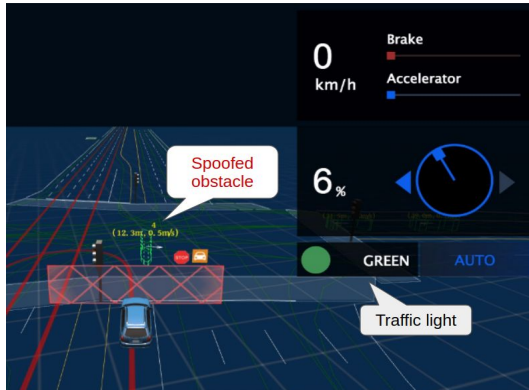 0
km/h
Brake
Accelerator
Spoofed
obstacle
4
(12.3m, 0.5m/s)
STOP
6%
GREEN
AUTO
Traffic light